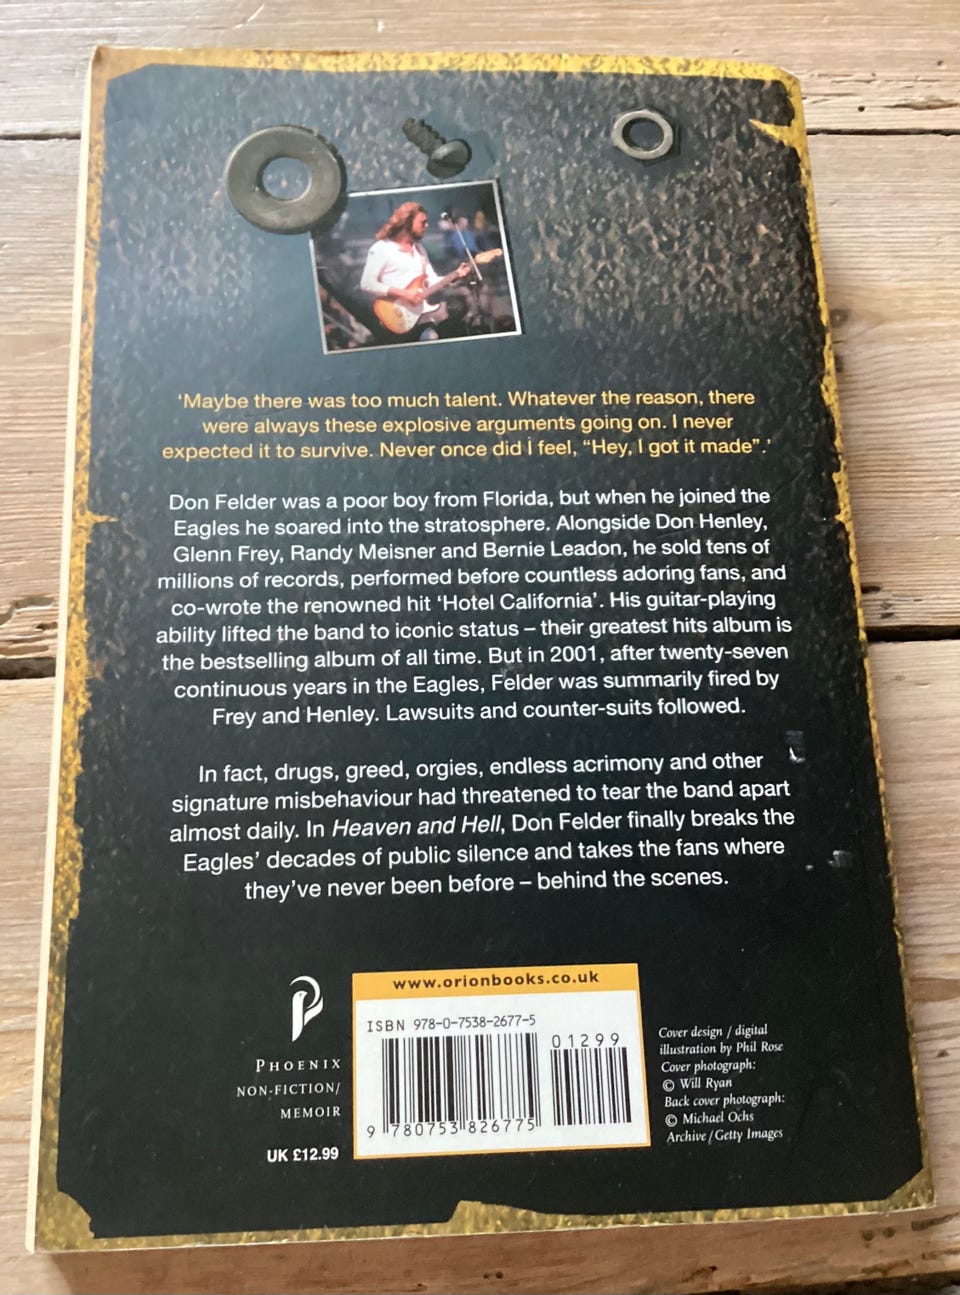 ‘Maybe there was too much talent. Whatever the reason, there
were always these explosive arguments going on. I never
expected it to survive. Never once did I feel, “Hey, I got it made”.’
Don Felder was a poor boy from Florida, but when he joined the
Eagles he soared into the stratosphere. Alongside Don Henley,
Glenn Frey, Randy Meisner and Bernie Leadon, he sold tens of
millions of records, performed before countless adoring fans, and
co-wrote the renowned hit ‘Hotel California’. His guitar-playing
ability lifted the band to iconic status – their greatest hits album is
the bestselling album of all time. But in 2001, after twenty-seven
continuous years in the Eagles, Felder was summarily fired by
Frey and Henley. Lawsuits and counter-suits followed.
In fact, drugs, greed, orgies, endless acrimony and other
signature misbehaviour had threatened to tear the band apart
almost daily. In Heaven and Hell, Don Felder finally breaks the
Eagles’ decades of public silence and takes the fans where
they’ve never been before – behind the scenes.
PHOENIX
NON-FICTION/
MEMOIR
UK £12.99
www.orionbooks.co.uk
ISBN 978-0-7538-2677-5
01299
9 780753 826775
Cover design / digital
illustration by Phil Rose
Cover photograph:
© Will Ryan
Back cover photograph:
© Michael Ochs
Archive/Getty Images